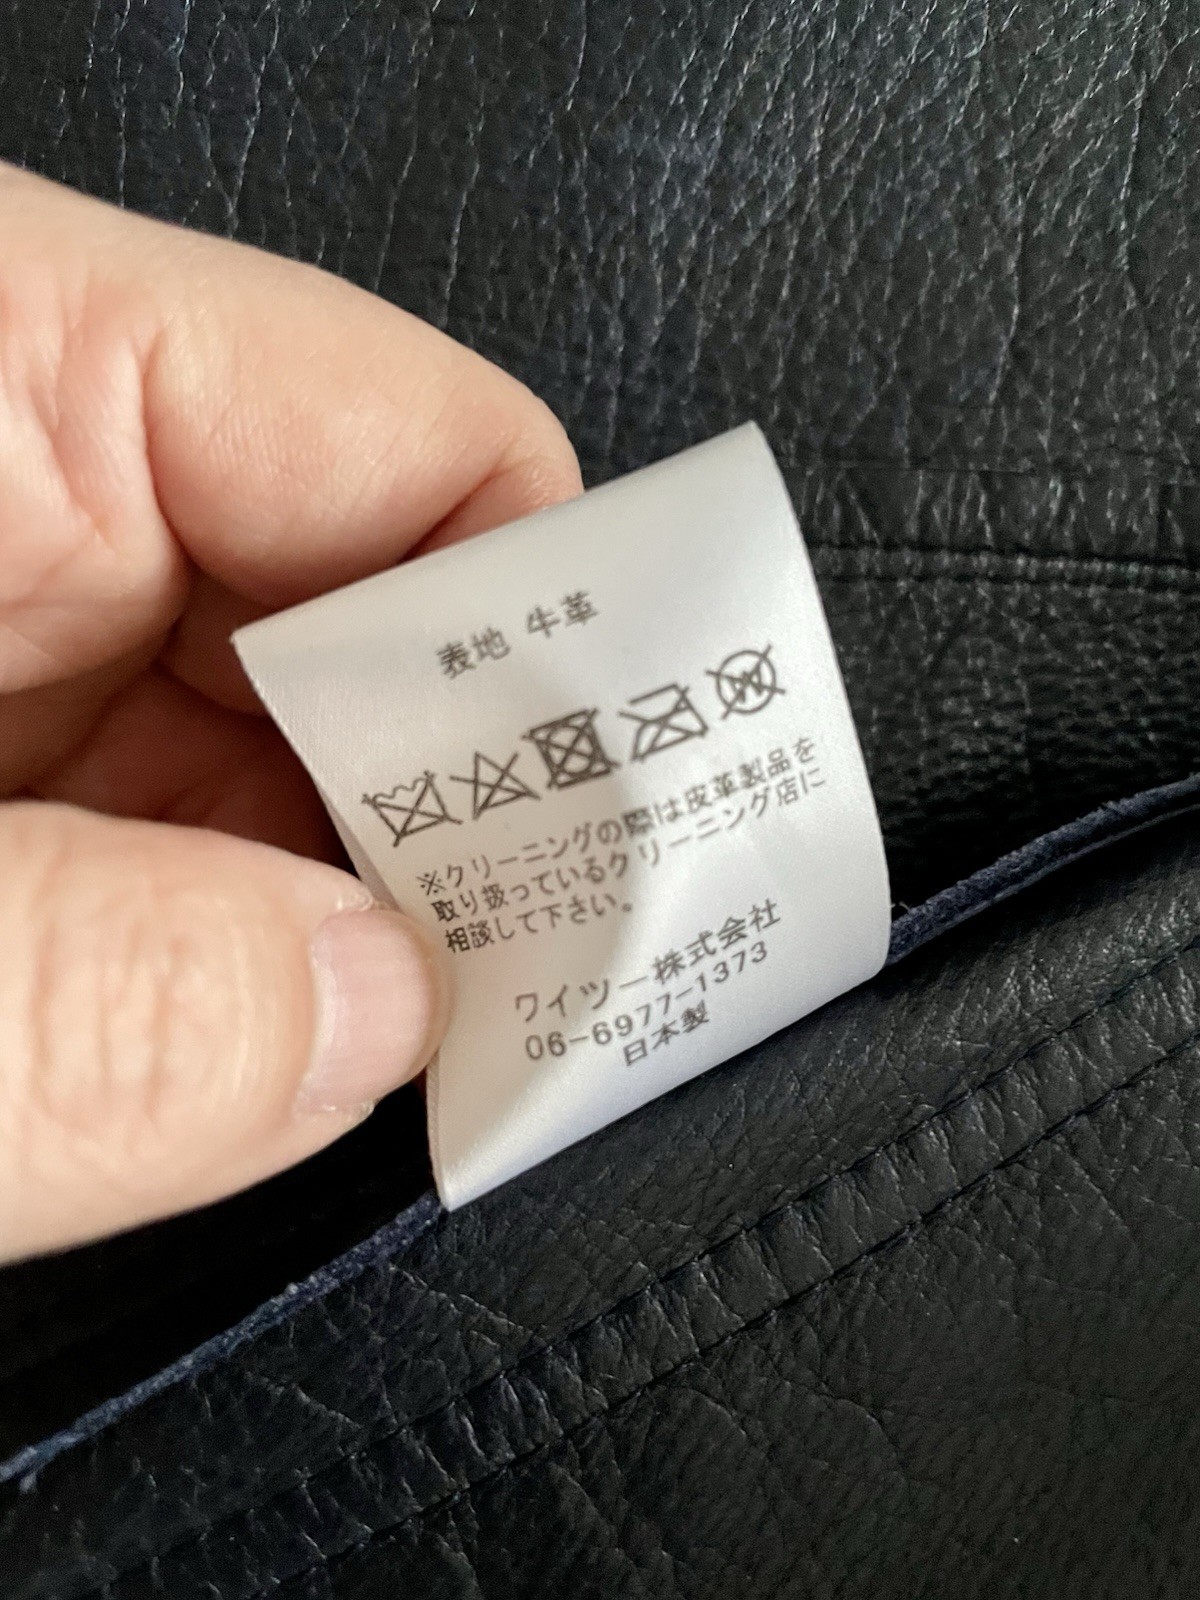 表地 牛革
W
※クリーニングの際は皮革製品を
取り扱っているクリーニング店に
相談して下さい。
ワイツー株式会社
06-6977-1373
日本製